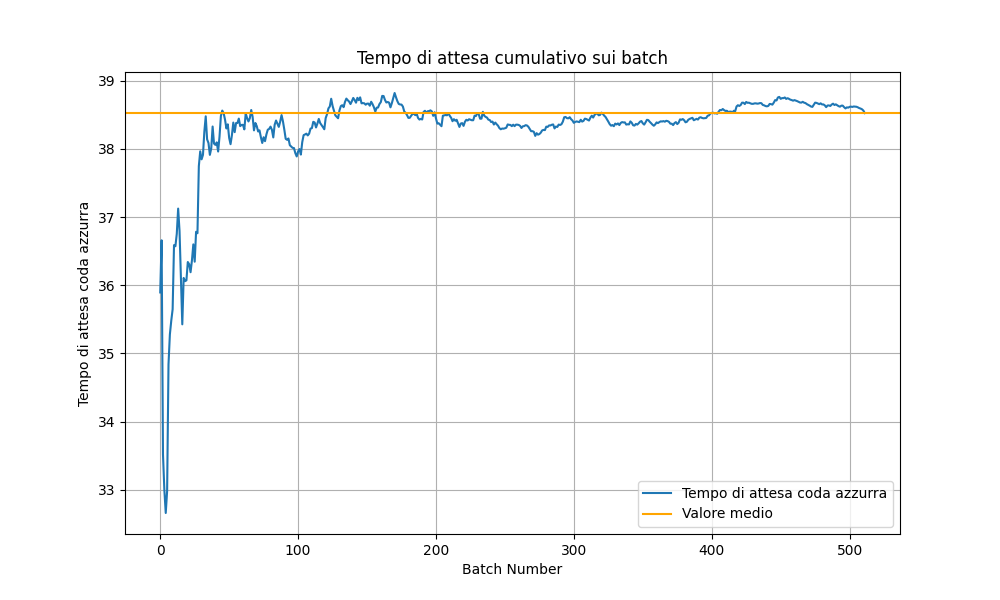 Tempo di attesa cumulativo sui batch
39
38
37
36
35
34
33
Tempo di attesa coda azzurra
0 100 200 300 400 500
Batch Number
Tempo di attesa coda azzurra
Valore medio